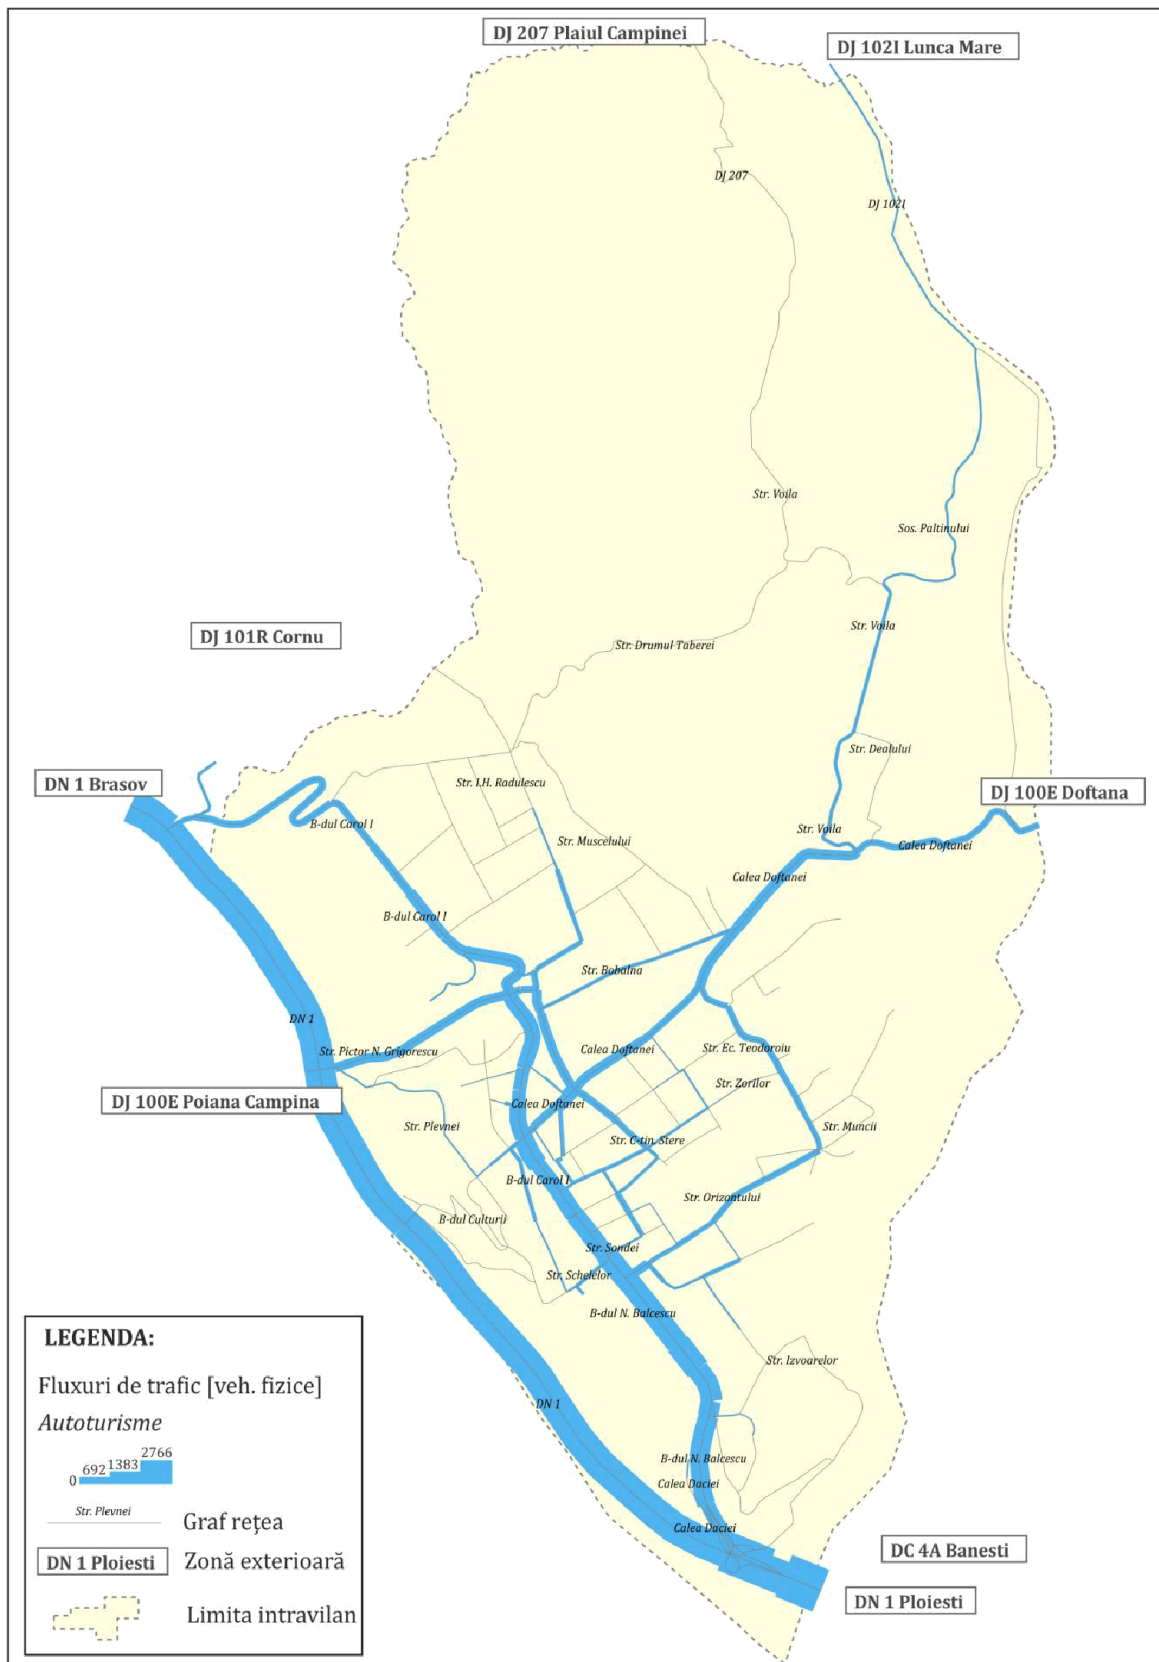 DJ 207 Plaiul Campinei
DJ 102I Lunca Mare
DJ 207
DJ 102I
Str. Voila
Sos. Paltinului
Str. Voila
DJ 101R Cornu
Str. Drumul Taberei
Str. Dealului
DN 1 Brasov
Str. I.H. Radulescu
DJ 100E Doftana
B-dul Carol I
Str. Voila
Str. Muscelului
Calea Doftanei
Calea Doftanei
B-dul Carol I
Str. Bobalna
DN 1
Str. Pictor N. Grigorescu
Calea Doftanei
Str. Ec. Teodoroiu
Str. Zorilor
DJ 100E Poiana Campina
Calea Doftanei
Str. Plevnei
Str. C-tin. Stere
Str. Muncii
B-dul Carol I
Str. Orizontului
B-dul Culturii
Str. Sondei
Str. Schelelor
B-dul N. Balcescu
Str. Izvoarelor
DN 1
B-dul N. Balcescu
Calea Daciei
Calea Daciei
DC 4A Banesti
DN 1 Ploiesti
LEGENDA:
Fluxuri de trafic [veh. fizice]
Autoturisme
0 692 1383 2766
Str. Plevnei
Graf rețea
DN 1 Ploiesti
Zonă exterioară
Limita intravilan